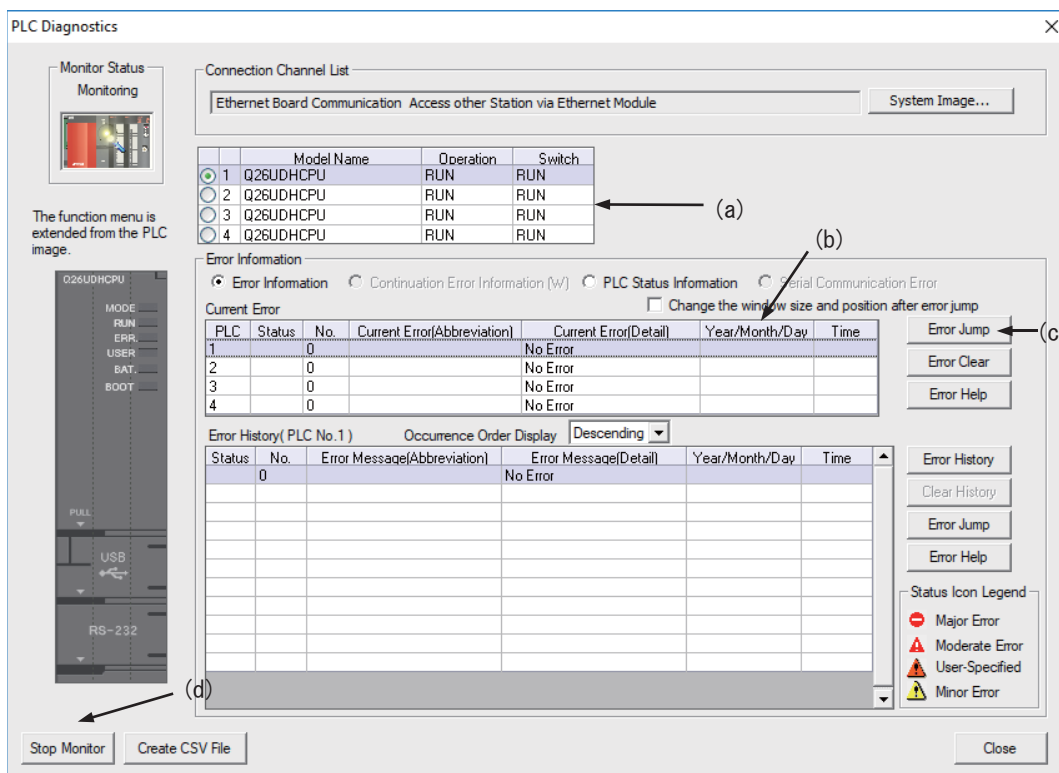 PLC Diagnostics
Monitor Status
Monitoring
Connection Channel List
Ethernet Board Communication Access other Station via Ethernet Module
System Image...
Model Name Operation Switch
1 Q26UDHCPU RUN RUN
2 Q26UDHCPU RUN RUN
3 Q26UDHCPU RUN RUN
4 Q26UDHCPU RUN RUN
(a)
The function menu is
extended from the PLC
image.
(b)
Error Information
Error Information Continuation Error Information (W) PLC Status Information Serial Communication Error
Current Error
Change the window size and position after error jump
PLC Status No. Current Error(Abbreviation) Current Error(Detail) Year/Month/Day Time
1 0 No Error
2 0 No Error
3 0 No Error
4 0 No Error
Error Jump
(c
Error Clear
Error Help
Q26UDHCPU
MODE
RUN
ERR.
USER
BAT.
BOOT
PULL
USB
RS-232
Error History( PLC No.1 ) Occurrence Order Display Descending
Status No. Error Message(Abbreviation) Error Message(Detail) Year/Month/Day Time
0 No Error
Error History
Clear History
Error Jump
Error Help
Status Icon Legend
Major Error
Moderate Error
User-Specified
Minor Error
(d)
Stop Monitor
Create CSV File
Close